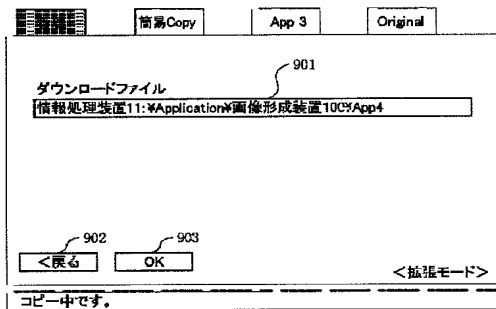 簡易Copy
App 3
Original
901
ダウンロードファイル
情報処理装置11:¥Application¥画像形成装置100¥App4
902
903
<戻る
OK
<拡張モード>
コピー中です。